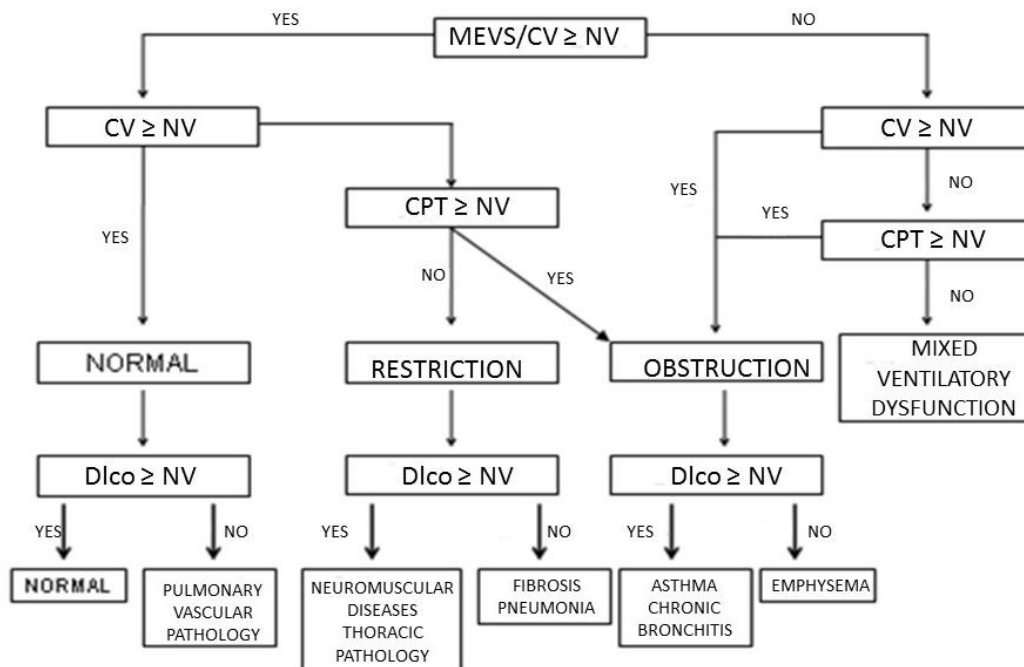 YES
NO
MEVS/CV ≥ NV
CV ≥ NV
CV ≥ NV
YES
NO
CPT ≥ NV
YES
YES
CPT ≥ NV
NO
YES
NO
NORMAL
RESTRICTION
OBSTRUCTION
MIXED
VENTILATORY
DYSFUNCTION
Dlco ≥ NV
Dlco ≥ NV
Dlco ≥ NV
YES
NO
YES
NO
YES
NO
NORMAL
PULMONARY
VASCULAR
PATHOLOGY
NEUROMUSCULAR
DISEASES
THORACIC
PATHOLOGY
FIBROSIS
PNEUMONIA
ASTHMA
CHRONIC
BRONCHITIS
EMPHYSEMA